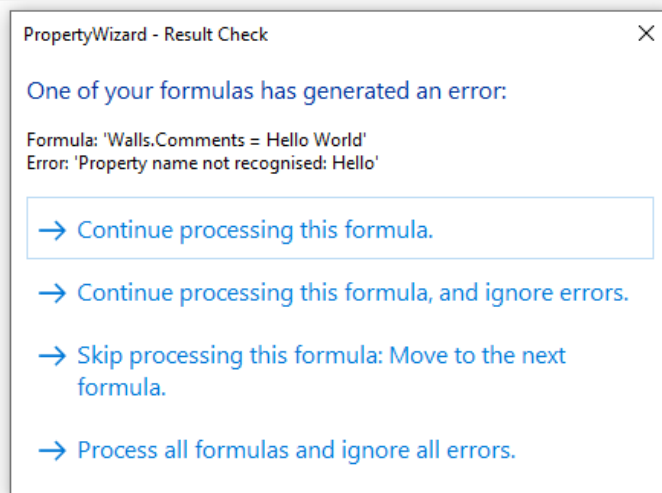 PropertyWizard - Result Check
One of your formulas has generated an error:
Formula: 'Walls.Comments = Hello World'
Error: 'Property name not recognised: Hello'
Continue processing this formula.
Continue processing this formula, and ignore errors.
Skip processing this formula: Move to the next
formula.
Process all formulas and ignore all errors.